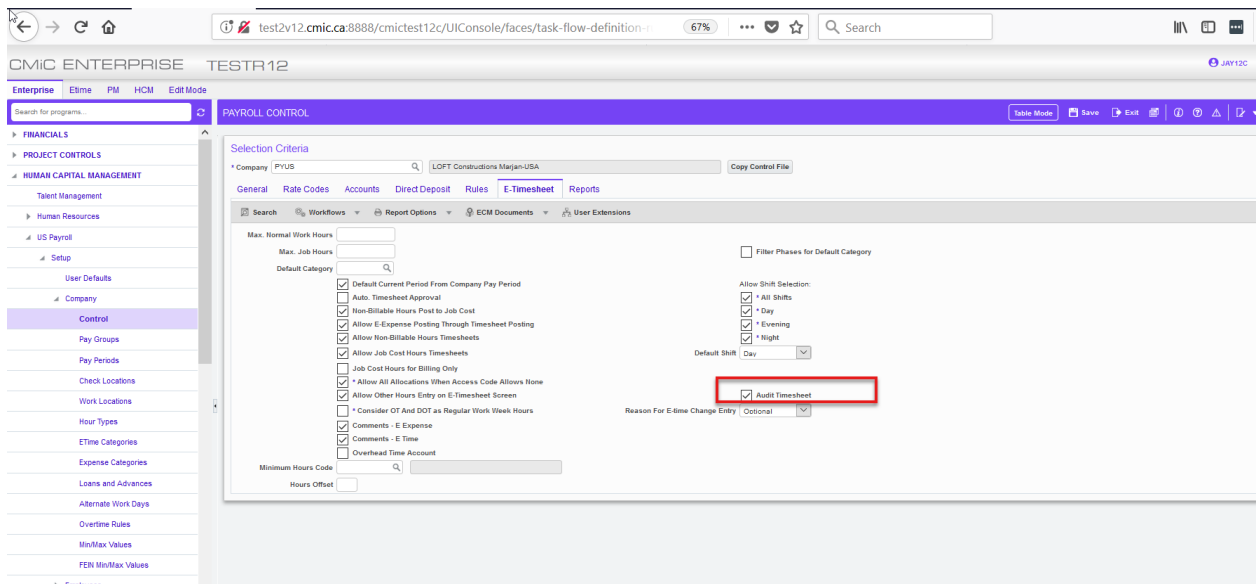 test2v12.cmic.ca:8888/cmictest12c/UIConsole/faces/task-flow-definition-
67%
Search
CMiC ENTERPRISE TESTR12
JAY12C
Enterprise Etime PM HCM Edit Mode
Search for programs...
PAYROLL CONTROL
Table Mode Save Exit
FINANCIALS
PROJECT CONTROLS
HUMAN CAPITAL MANAGEMENT
Talent Management
Human Resources
US Payroll
Setup
User Defaults
Company
Control
Pay Groups
Pay Periods
Check Locations
Work Locations
Hour Types
ETime Categories
Expense Categories
Loans and Advances
Alternate Work Days
Overtime Rules
Min/Max Values
FEIN Min/Max Values
Selection Criteria
* Company PYUS LOFT Constructions Marjan-USA Copy Control File
General Rate Codes Accounts Direct Deposit Rules E-Timesheet Reports
Search Workflows Report Options ECM Documents User Extensions
Max. Normal Work Hours
Max. Job Hours
Filter Phases for Default Category
Default Category
Default Current Period From Company Pay Period
Allow Shift Selection:
Auto. Timesheet Approval
* All Shifts
Non-Billable Hours Post to Job Cost
* Day
Allow E-Expense Posting Through Timesheet Posting
* Evening
Allow Non-Billable Hours Timesheets
* Night
Allow Job Cost Hours Timesheets
Default Shift Day
Job Cost Hours for Billing Only
* Allow All Allocations When Access Code Allows None
Allow Other Hours Entry on E-Timesheet Screen
Audit Timesheet
* Consider OT And DOT as Regular Work Week Hours
Reason For E-time Change Entry Optional
Comments - E Expense
Comments - E Time
Overhead Time Account
Minimum Hours Code
Hours Offset